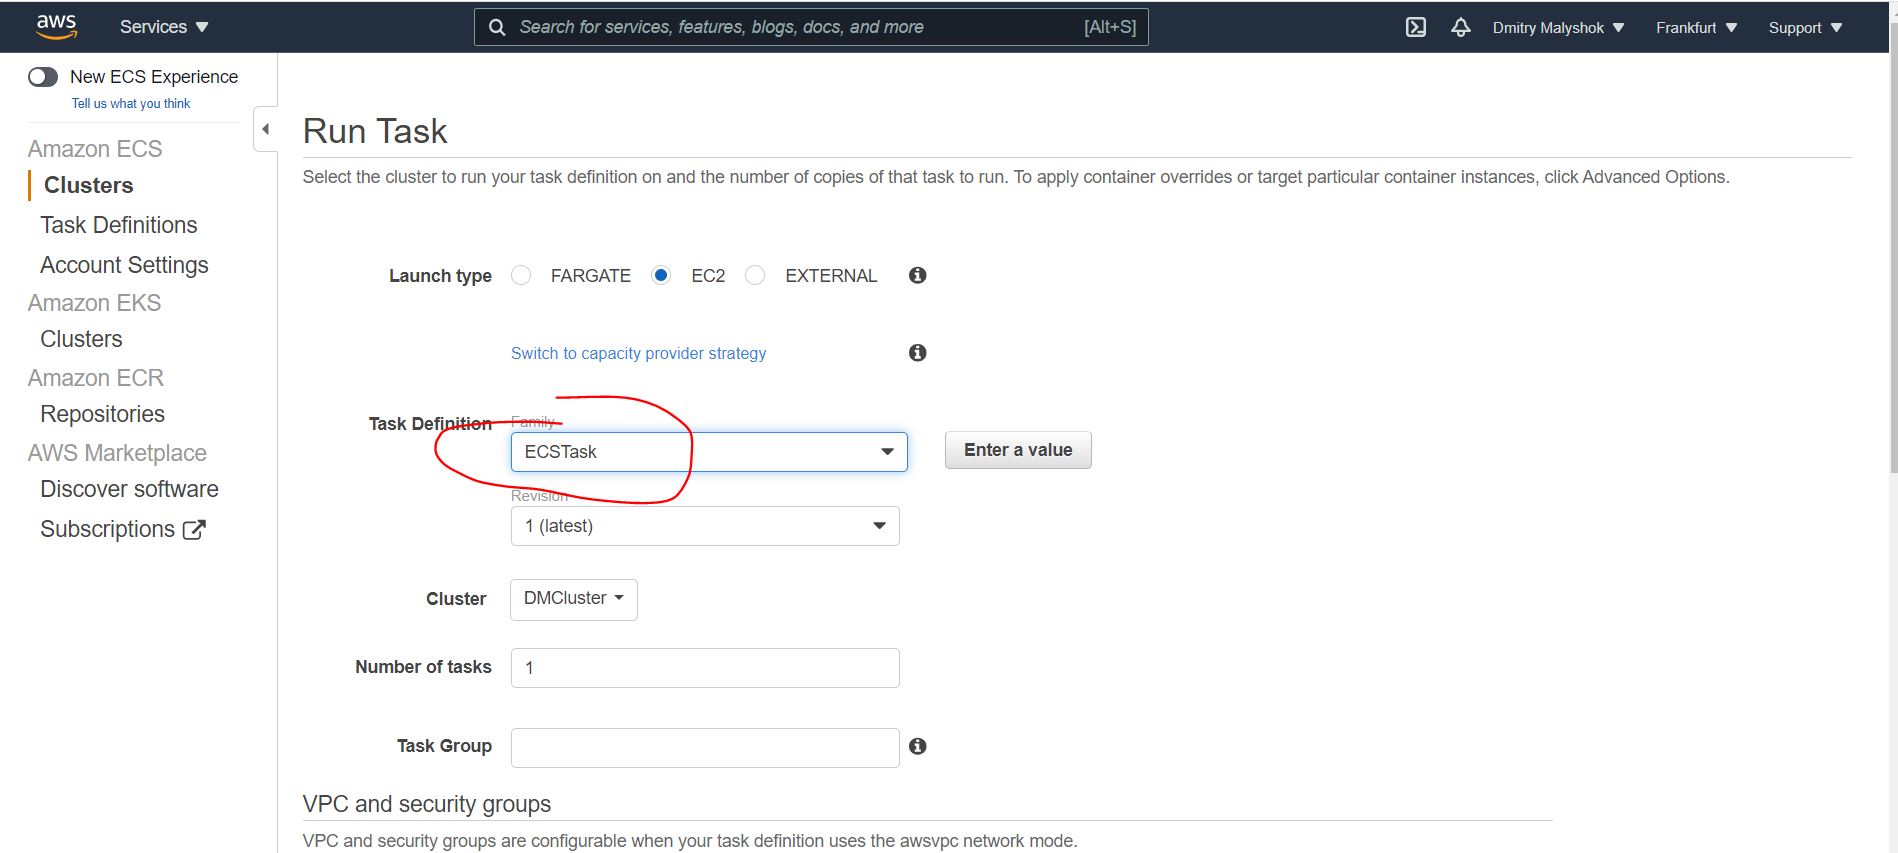 aws
Services
Search for services, features, blogs, docs, and more [Alt+S]
Dmitry Malyshok
Frankfurt
Support
New ECS Experience
Tell us what you think
Amazon ECS
Clusters
Task Definitions
Account Settings
Amazon EKS
Clusters
Amazon ECR
Repositories
AWS Marketplace
Discover software
Subscriptions
Run Task
Select the cluster to run your task definition on and the number of copies of that task to run. To apply container overrides or target particular container instances, click Advanced Options.
Launch type FARGATE EC2 EXTERNAL
Switch to capacity provider strategy
Task Definition Family
ECSTask
Enter a value
Revision
1 (latest)
Cluster DMCluster
Number of tasks 1
Task Group
VPC and security groups
VPC and security groups are configurable when your task definition uses the awsvpc network mode.